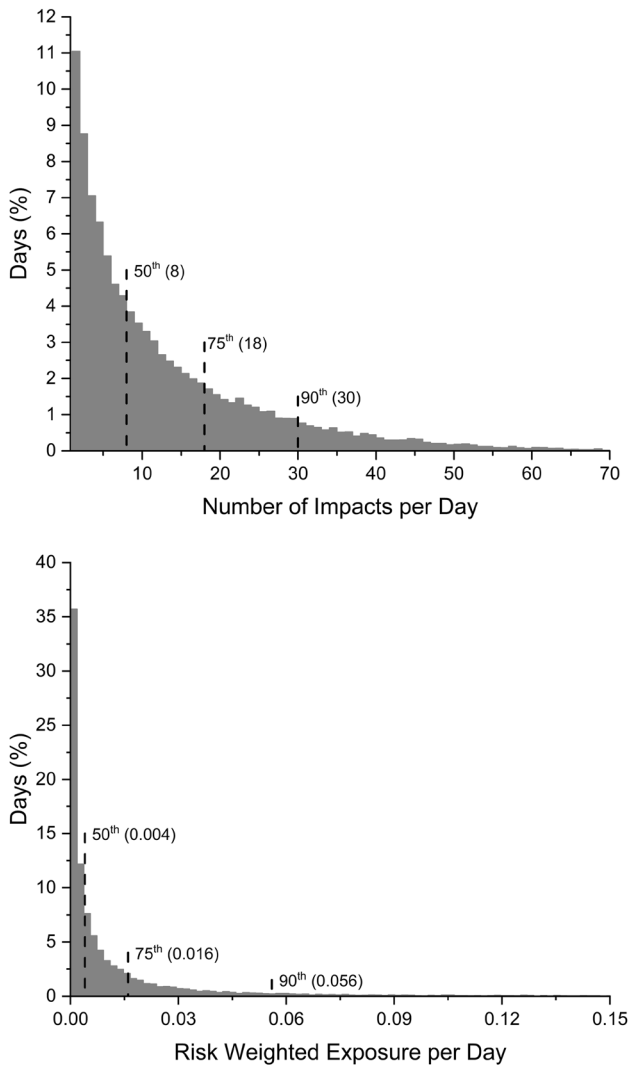 12
11
10
9
8
7
6
5
4
3
2
1
0
Days (%)
50th (8)
75th (18)
90th (30)
10 20 30 40 50 60 70
Number of Impacts per Day
40
35
30
25
20
15
10
5
0
Days (%)
50th (0.004)
75th (0.016)
90th (0.056)
0.00 0.03 0.06 0.09 0.12 0.15
Risk Weighted Exposure per Day